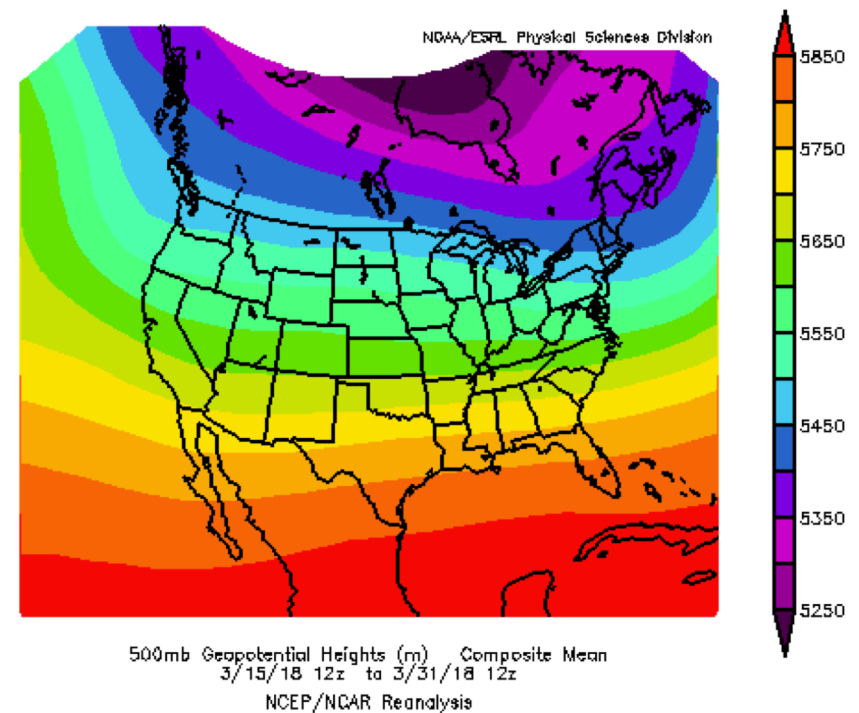 NOAA/ESRL Physical Sciences Division
5850
5750
5650
5550
5450
5350
5250
500mb Geopotential Heights (m) Composite Mean
3/15/18 12z to 3/31/18 12z
NCEP/NCAR Reanalysis